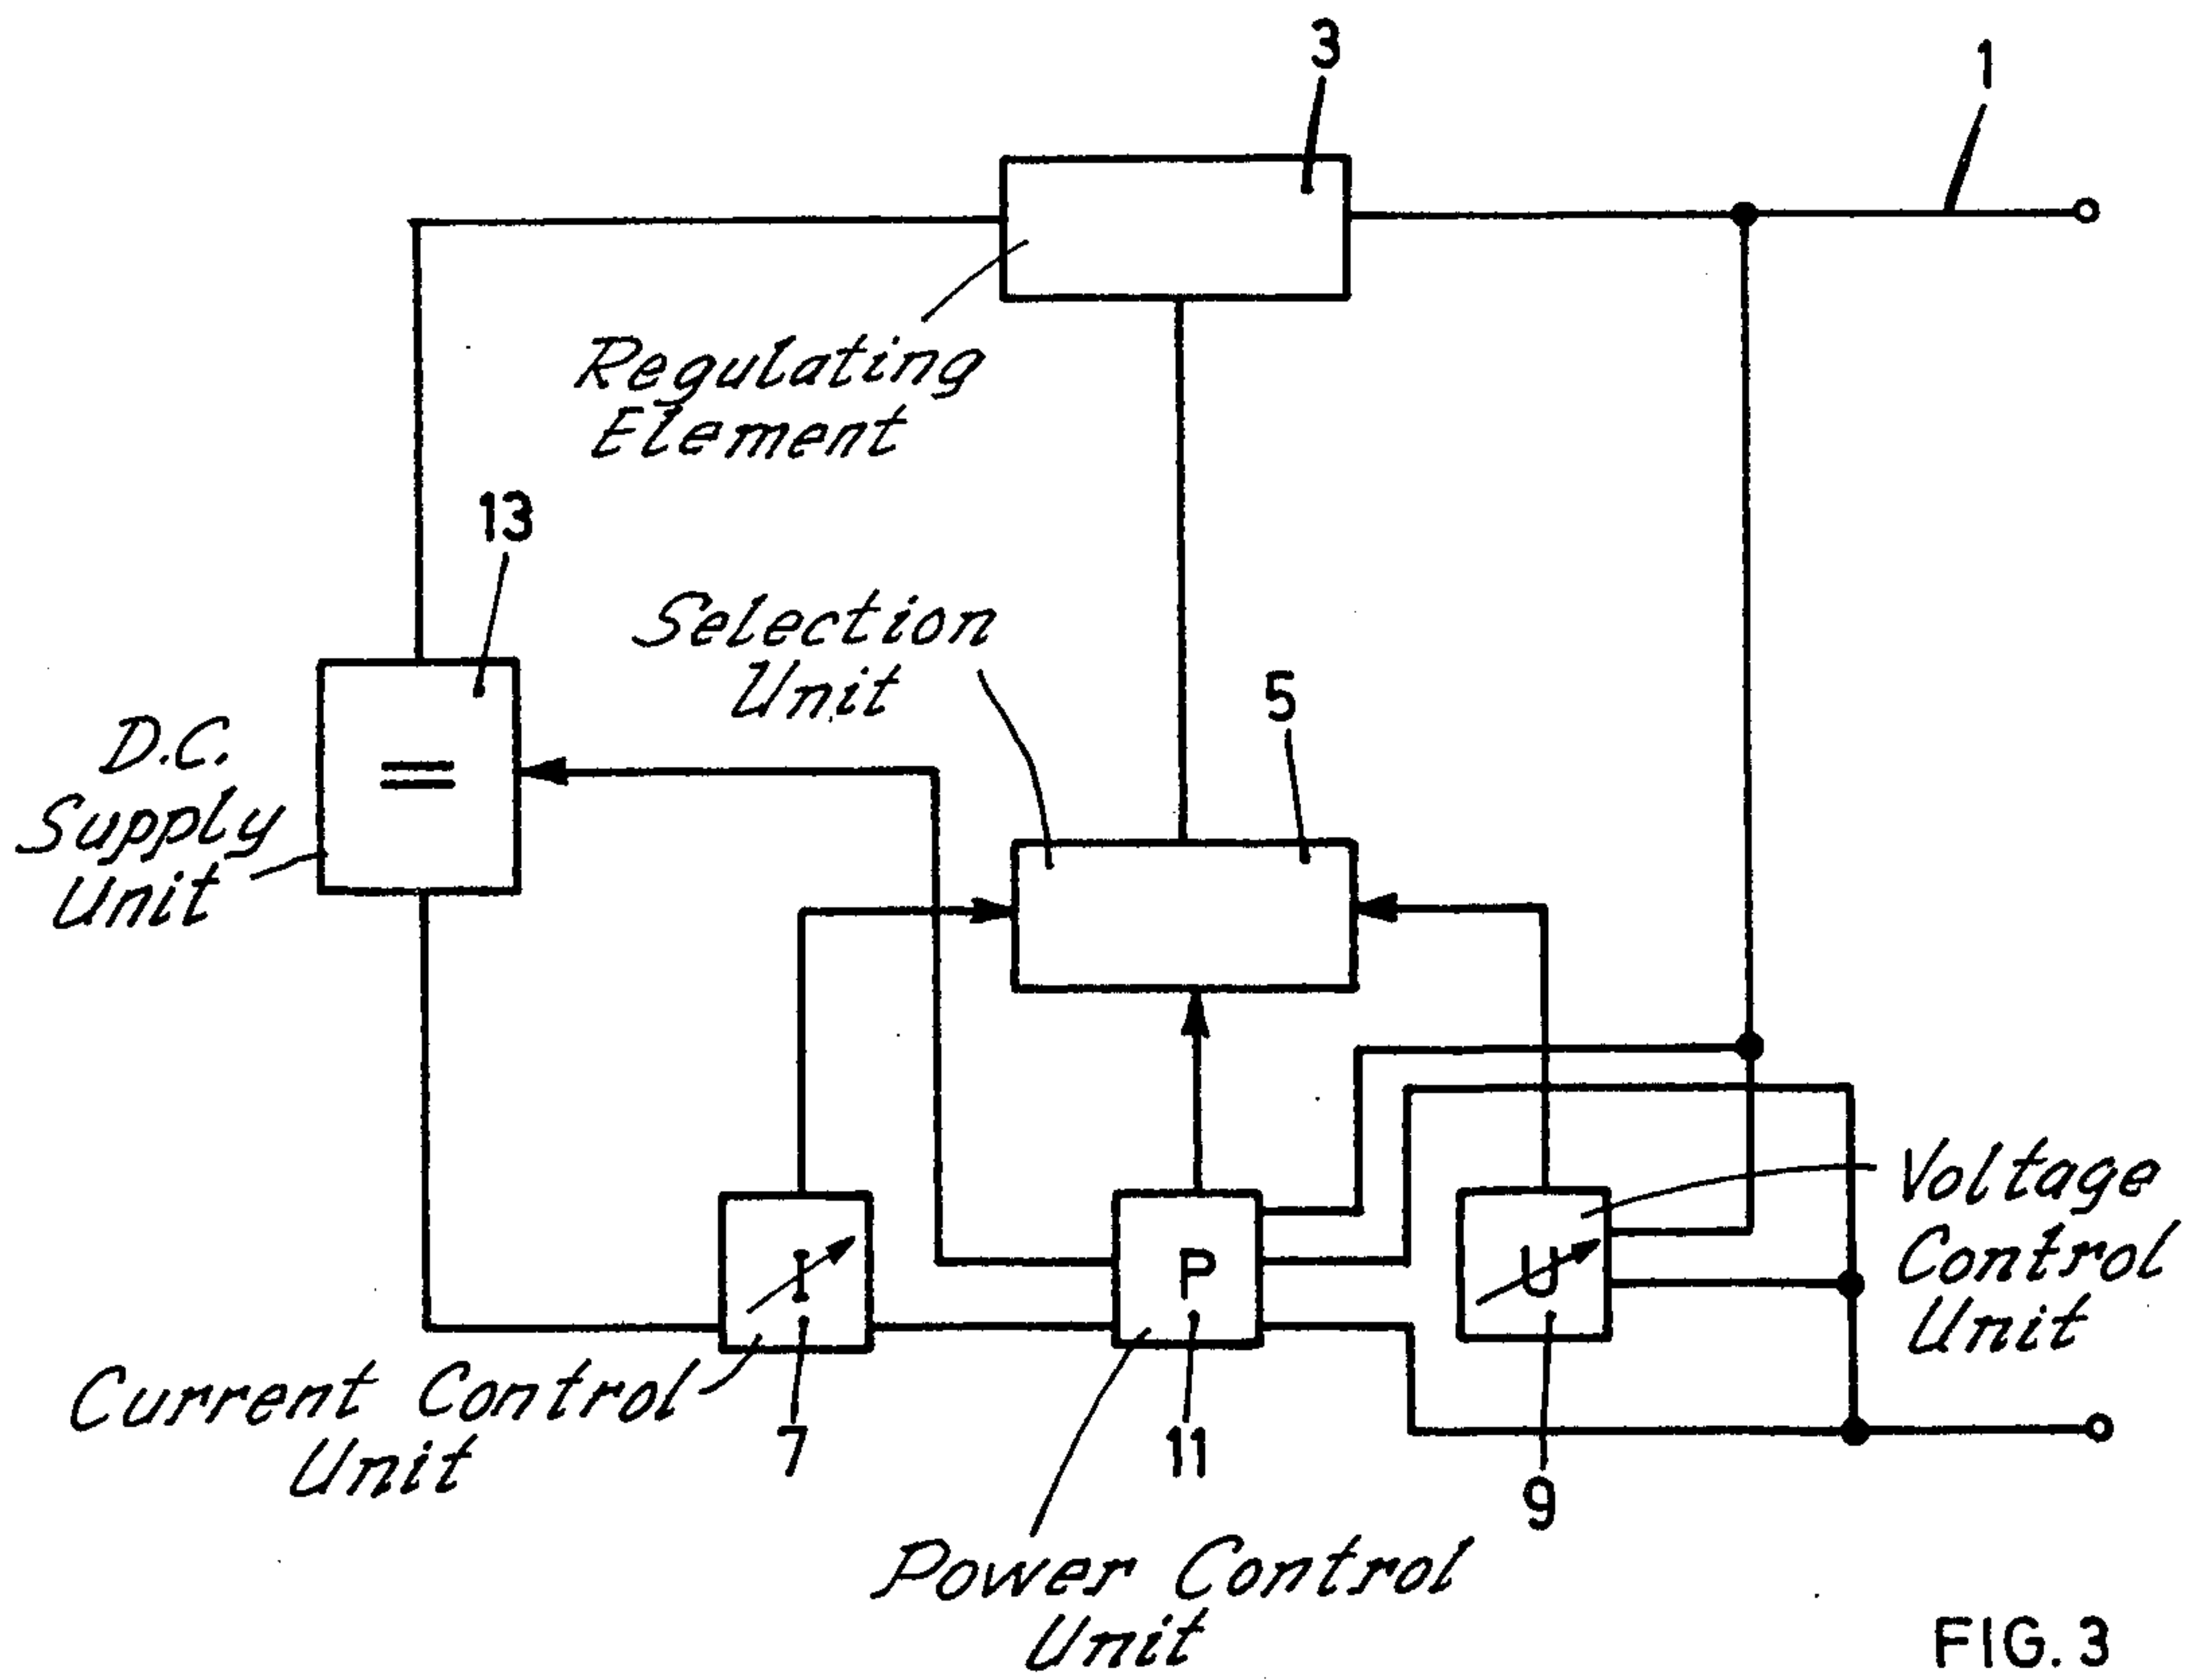 3
1
Regulating
Element
13
Selection
Unit
5
D.C.
Supply
Unit
=
I
P
U
Voltage
Control
Unit
Current Control
Unit
7
11
9
Power Control
Unit
FIG. 3